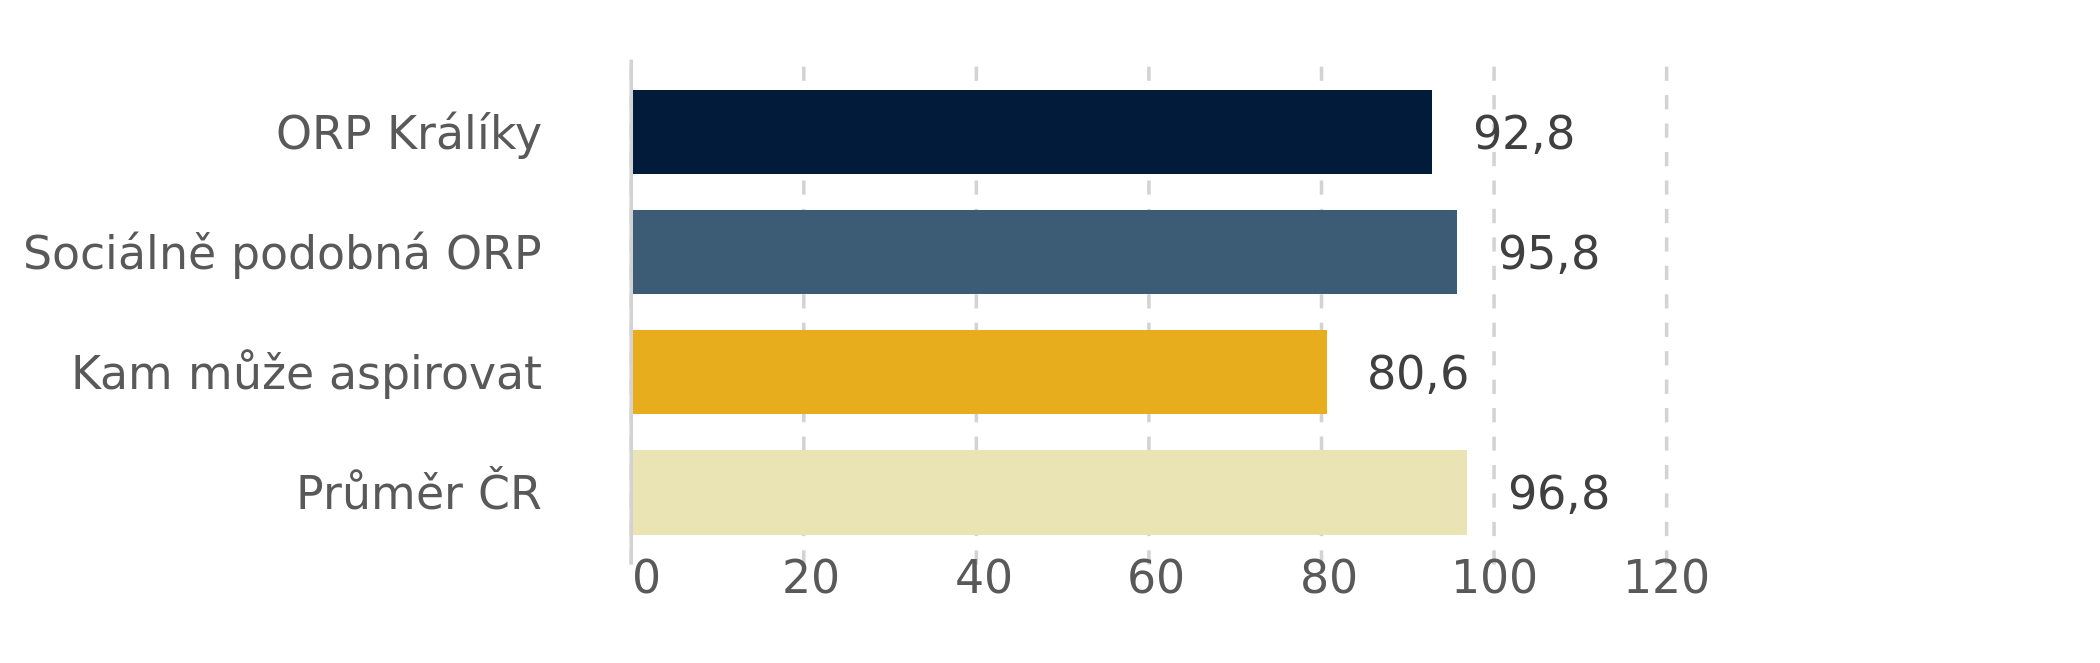 ORP Králíky 92,8
Sociálně podobná ORP 95,8
Kam může aspirovat 80,6
Průměr ČR 96,8
0 20 40 60 80 100 120